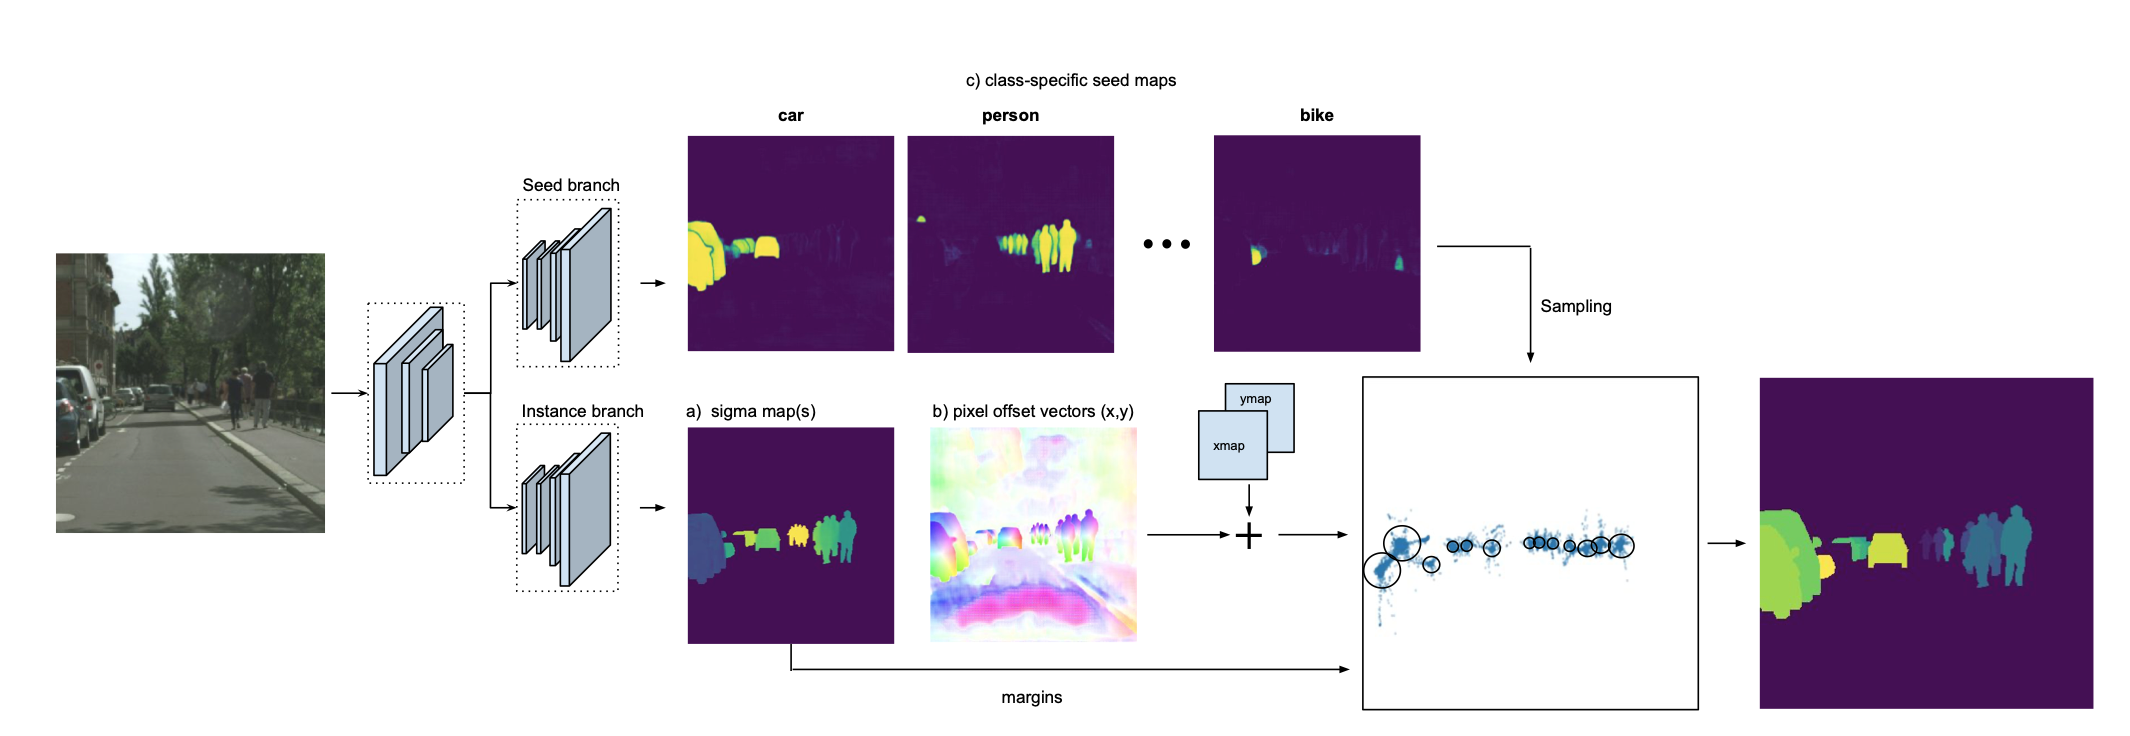 c) class-specific seed maps
car
person
bike
Seed branch
Sampling
Instance branch
a) sigma map(s)
b) pixel offset vectors (x,y)
ymap
xmap
margins